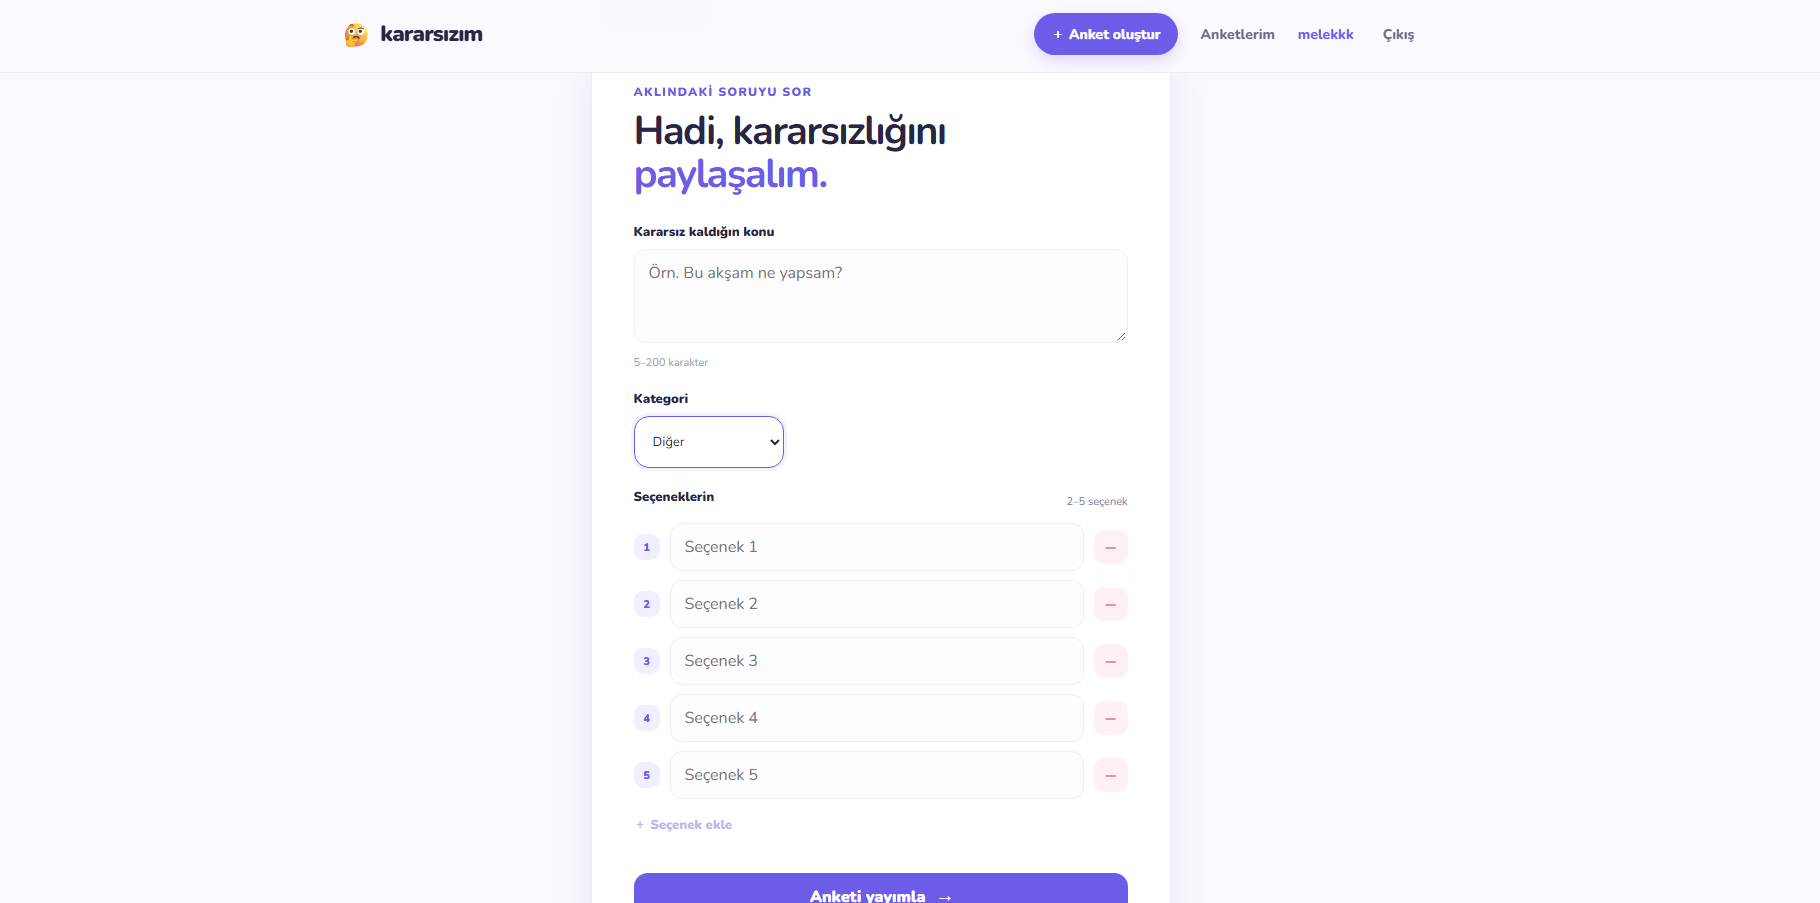 kararsızım
+ Anket oluştur
Anketlerim
melekkk
Çıkış
AKLINDAKİ SORUYU SOR
Hadi, kararsızlığını
paylaşalım.
Kararsız kaldığın konu
Örn. Bu akşam ne yapsam?
5–200 karakter
Kategori
Diğer
Seçeneklerin
2–5 seçenek
1
Seçenek 1
2
Seçenek 2
3
Seçenek 3
4
Seçenek 4
5
Seçenek 5
+ Seçenek ekle
Anketi yayımla →